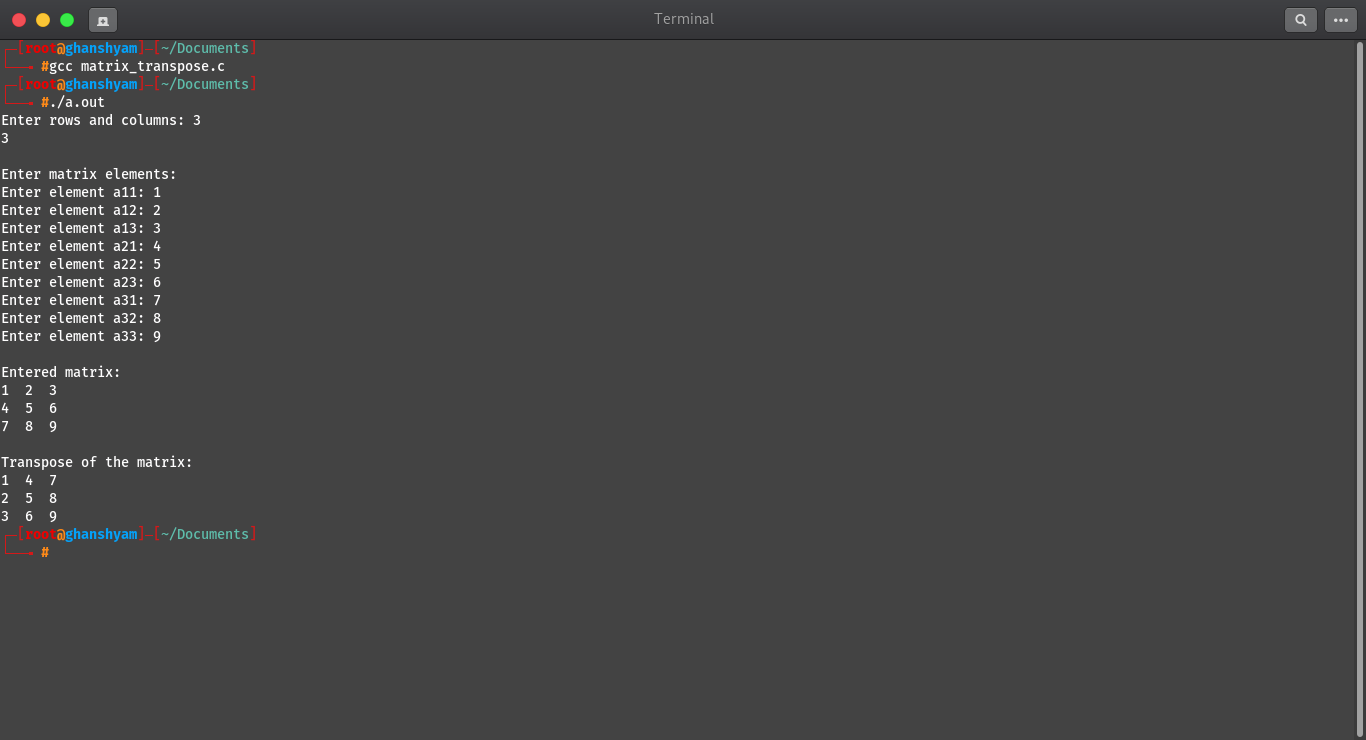 Terminal
[root@ghanshyam]─[~/Documents]
#gcc matrix_transpose.c
[root@ghanshyam]─[~/Documents]
#./a.out
Enter rows and columns: 3
3
Enter matrix elements:
Enter element a11: 1
Enter element a12: 2
Enter element a13: 3
Enter element a21: 4
Enter element a22: 5
Enter element a23: 6
Enter element a31: 7
Enter element a32: 8
Enter element a33: 9
Entered matrix:
1  2  3
4  5  6
7  8  9
Transpose of the matrix:
1  4  7
2  5  8
3  6  9
[root@ghanshyam]─[~/Documents]
#